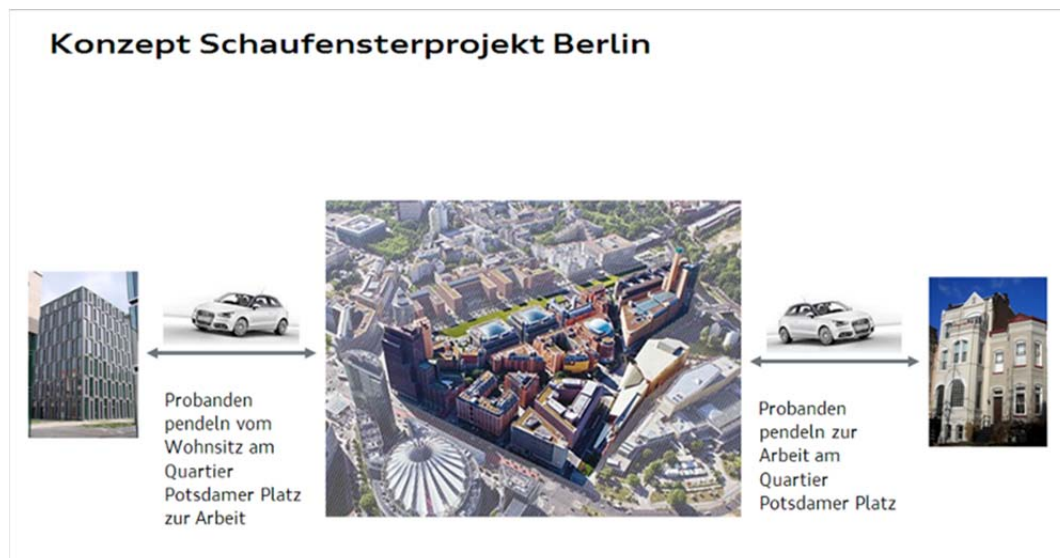 Konzept Schaufensterprojekt Berlin
Probanden
pendeln vom
Wohnsitz am
Quartier
Potsdamer Platz
zur Arbeit
Probanden
pendeln zur
Arbeit am
Quartier
Potsdamer Platz